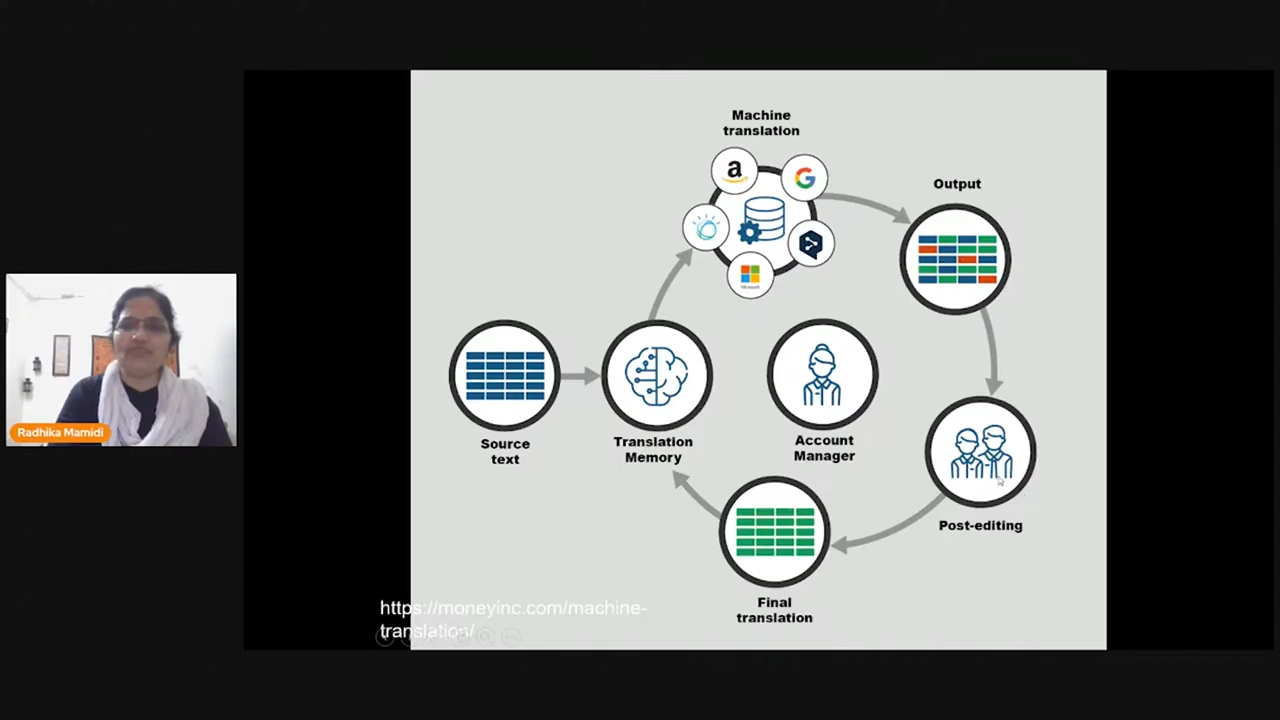 Machine
translation
a
G
Output
Microsoft
Source
text
Translation
Memory
Account
Manager
Post-editing
Final
translation
Radhika Mamidi
https://moneyinc.com/machine-
translation/